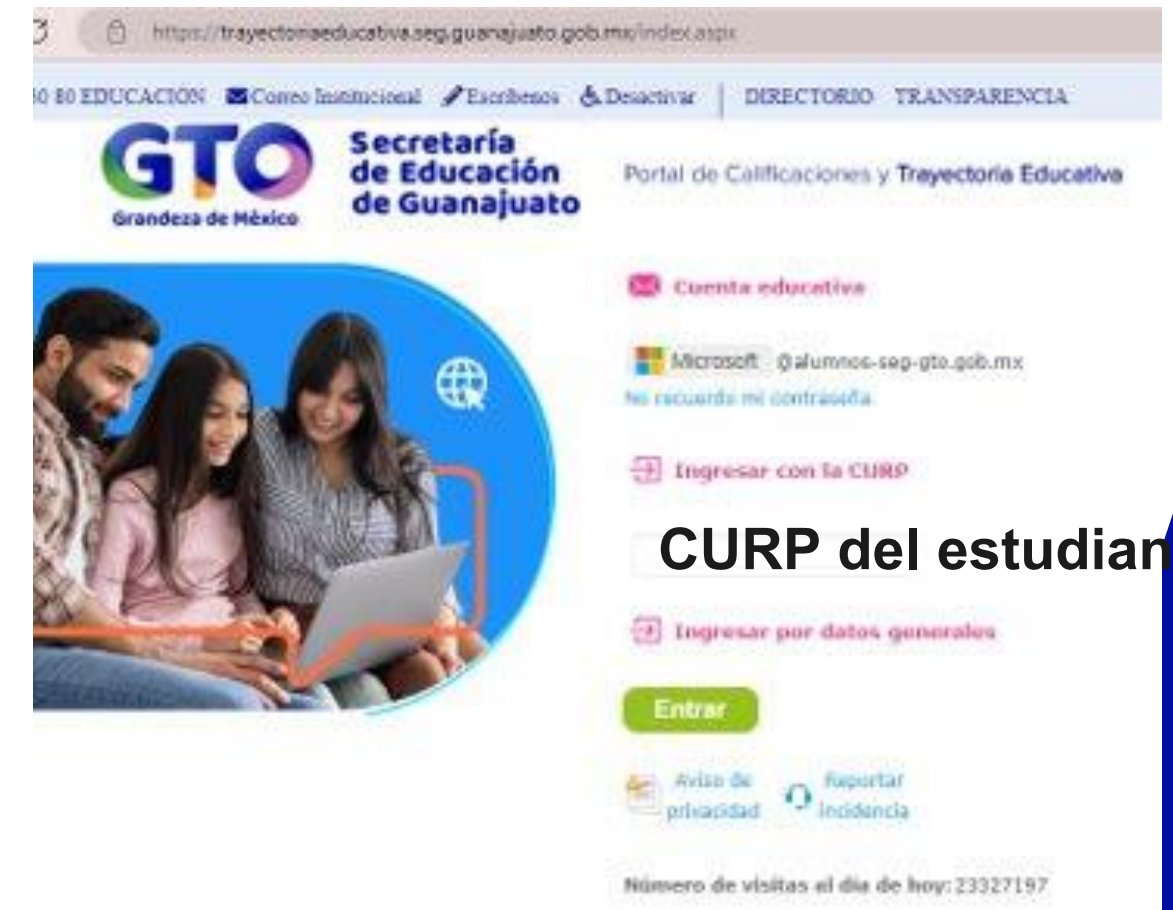 https://trayectoriaeducativa.seg.guanajuato.gob.mx/index.aspx
80 EDUCACIÓN Correo Institucional Escríbenos Desactivar | DIRECTORIO TRANSPARENCIA
GTO
Grandeza de México
Secretaría
de Educación
de Guanajuato
Portal de Calificaciones y Trayectoria Educativa
Cuenta educativa
Microsoft @alumnos-seg-gto.gob.mx
No recuerdo mi contraseña
Ingresar con la CURP
CURP del estudian
Ingresar por datos generales
Entrar
Aviso de
privacidad
Reportar
incidencia
Número de visitas al día de hoy: 23327197